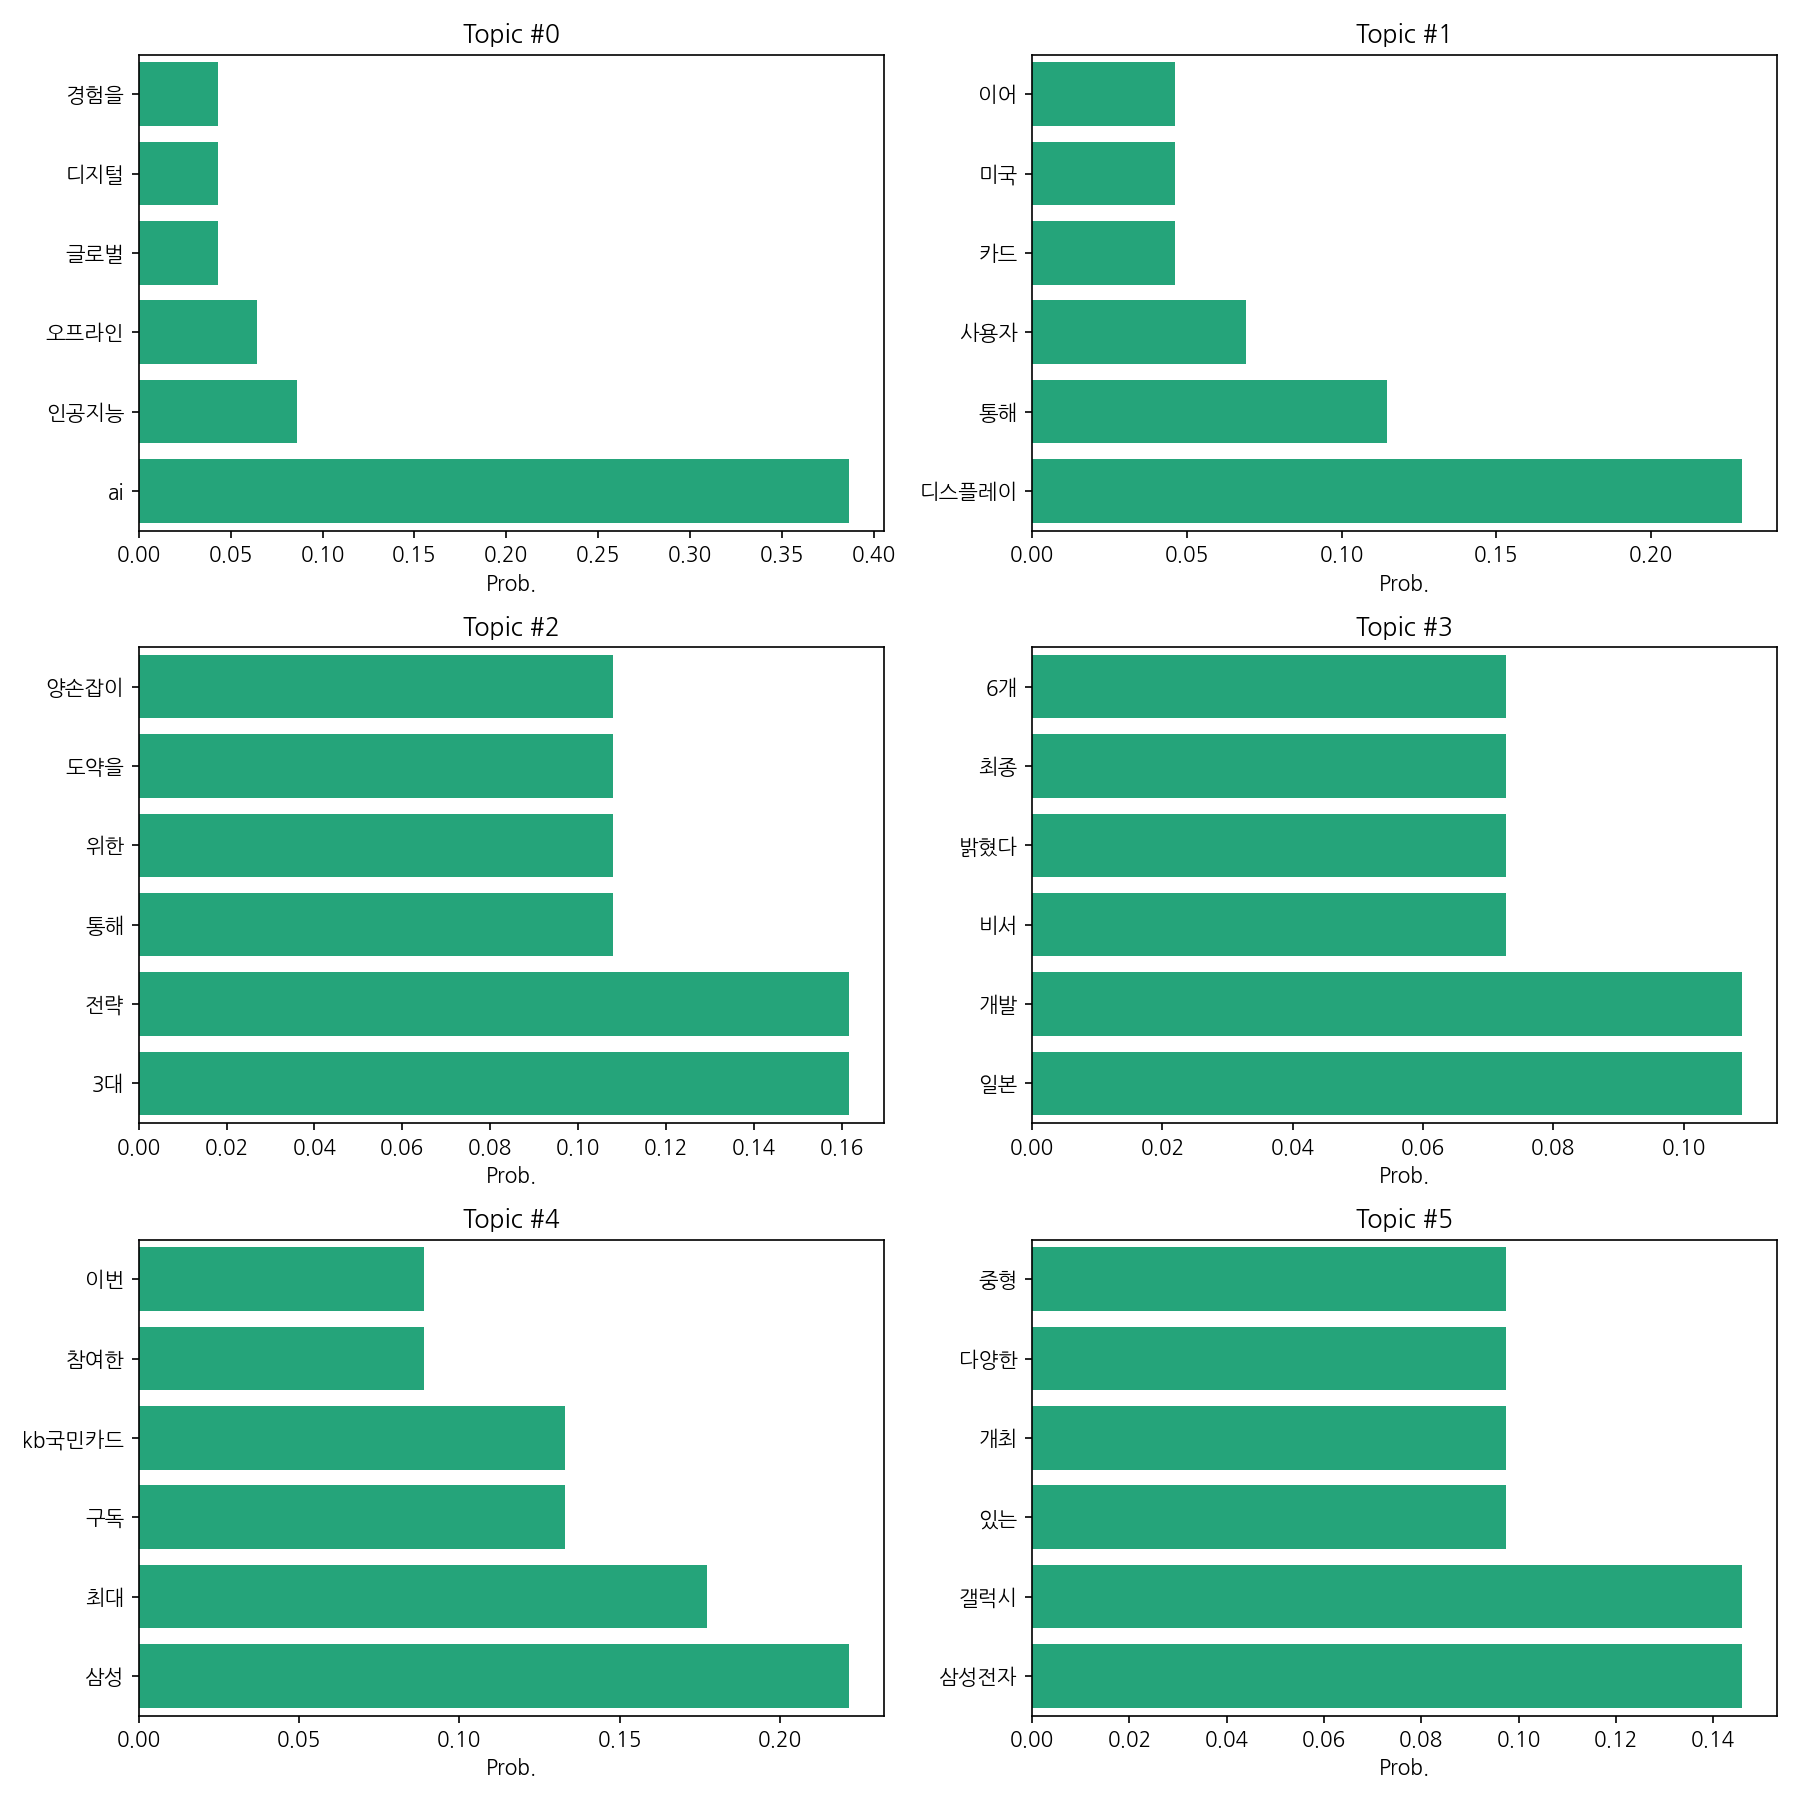 Topic #0
경험을
디지털
글로벌
오프라인
인공지능
ai
0.00 0.05 0.10 0.15 0.20 0.25 0.30 0.35 0.40
Prob.
Topic #1
이어
미국
카드
사용자
통해
디스플레이
0.00 0.05 0.10 0.15 0.20
Prob.
Topic #2
양손잡이
도약을
위한
통해
전략
3대
0.00 0.02 0.04 0.06 0.08 0.10 0.12 0.14 0.16
Prob.
Topic #3
6개
최종
밝혔다
비서
개발
일본
0.00 0.02 0.04 0.06 0.08 0.10
Prob.
Topic #4
이번
참여한
kb국민카드
구독
최대
삼성
0.00 0.05 0.10 0.15 0.20
Prob.
Topic #5
중형
다양한
개최
있는
갤럭시
삼성전자
0.00 0.02 0.04 0.06 0.08 0.10 0.12 0.14
Prob.